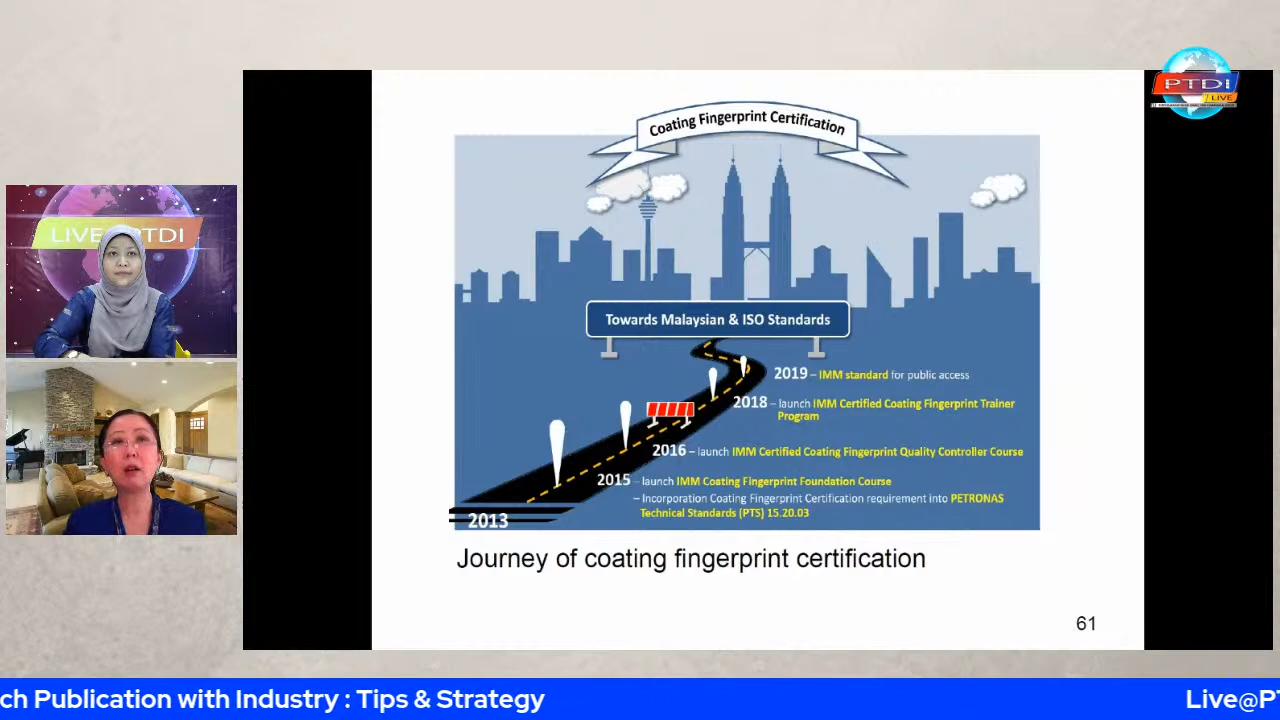 PTDI
LIVE
Coating Fingerprint Certification
LIVE PTDI
Towards Malaysian & ISO Standards
2019 – IMM standard for public access
2018 – launch IMM Certified Coating Fingerprint Trainer
Program
2016 – launch IMM Certified Coating Fingerprint Quality Controller Course
2015 – launch IMM Coating Fingerprint Foundation Course
– Incorporation Coating Fingerprint Certification requirement into PETRONAS
Technical Standards (PTS) 15.20.03
2013
Journey of coating fingerprint certification
61
ch Publication with Industry : Tips & Strategy
Live@PT